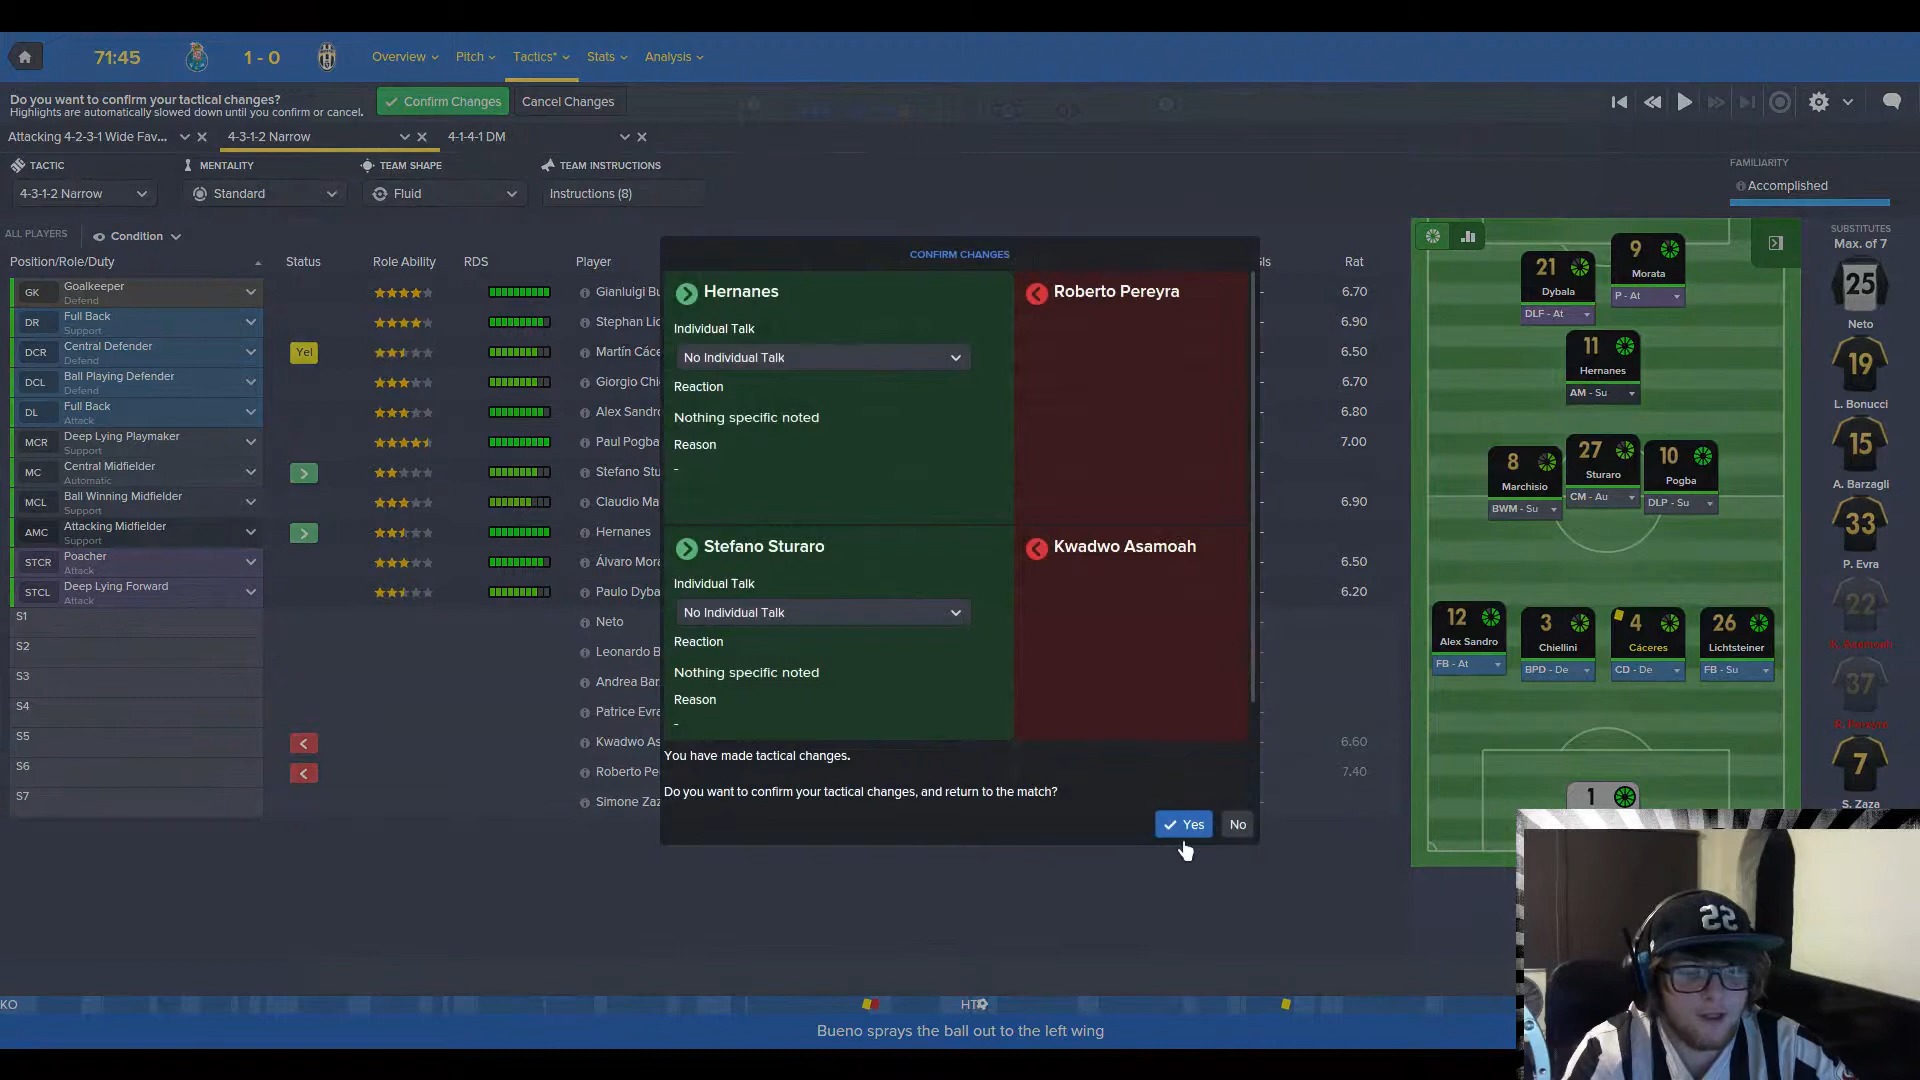 71:45
1 - 0
Overview
Pitch
Tactics*
Stats
Analysis
Do you want to confirm your tactical changes?
Highlights are automatically slowed down until you confirm or cancel.
Confirm Changes
Cancel Changes
Attacking 4-2-3-1 Wide Fav...
4-3-1-2 Narrow
4-1-4-1 DM
TACTIC
MENTALITY
TEAM SHAPE
TEAM INSTRUCTIONS
4-3-1-2 Narrow
Standard
Fluid
Instructions (8)
FAMILIARITY
Accomplished
ALL PLAYERS
Condition
Position/Role/Duty
Status
Role Ability
RDS
Player
Rat
GK Goalkeeper
Defend
Gianluigi Bu
6.70
DR Full Back
Support
Stephan Lic
6.90
DCR Central Defender
Defend
Yel
Martín Các
6.50
DCL Ball Playing Defender
Defend
Giorgio Chi
6.70
DL Full Back
Attack
Alex Sandro
6.80
MCR Deep Lying Playmaker
Support
Paul Pogba
7.00
MC Central Midfielder
Automatic
Stefano Stu
MCL Ball Winning Midfielder
Support
Claudio Ma
6.90
AMC Attacking Midfielder
Support
Hernanes
STCR Poacher
Attack
Álvaro Mora
6.50
STCL Deep Lying Forward
Attack
Paulo Dyba
6.20
S1
Neto
S2
Leonardo B
S3
Andrea Bar
S4
Patrice Evra
S5
Kwadwo As
6.60
S6
Roberto Pe
7.40
S7
Simone Zaz
CONFIRM CHANGES
Hernanes
Roberto Pereyra
Individual Talk
No Individual Talk
Reaction
Nothing specific noted
Reason
-
Stefano Sturaro
Kwadwo Asamoah
Individual Talk
No Individual Talk
Reaction
Nothing specific noted
Reason
-
You have made tactical changes.
Do you want to confirm your tactical changes, and return to the match?
Yes
No
9
Morata
P - At
21
Dybala
DLF - At
11
Hernanes
AM - Su
8
Marchisio
BWM - Su
27
Sturaro
CM - Au
10
Pogba
DLP - Su
12
Alex Sandro
FB - At
3
Chiellini
BPD - De
4
Cáceres
CD - De
26
Lichtsteiner
FB - Su
1
SUBSTITUTES
Max. of 7
25
Neto
19
L. Bonucci
15
A. Barzagli
33
P. Evra
22
K. Asamoah
37
R. Pereyra
7
S. Zaza
KO
HT
Bueno sprays the ball out to the left wing